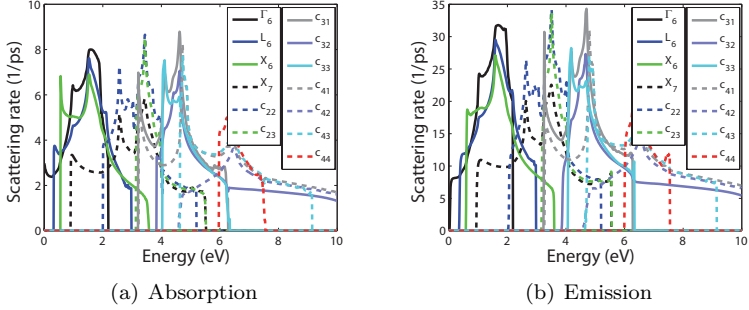 10
8
6
4
2
0
Scattering rate (1/ps)
0 2 4 6 8 10
Energy (eV)
Γ6
L6
X6
X7
c22
c23
c31
c32
c33
c41
c42
c43
c44
(a) Absorption
35
30
25
20
15
10
5
0
Scattering rate (1/ps)
0 2 4 6 8 10
Energy (eV)
Γ6
L6
X6
X7
c22
c23
c31
c32
c33
c41
c42
c43
c44
(b) Emission